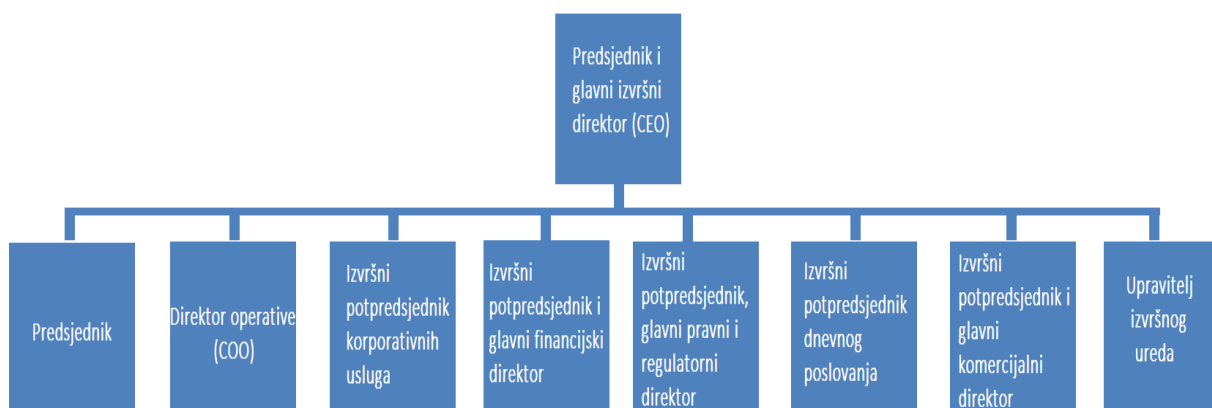 Predsjednik i
glavni izvršni
direktor (CEO)
Predsjednik
Direktor operative
(COO)
Izvršni
potpredsjednik
korporativnih
usluga
Izvršni
potpredsjednik i
glavni financijski
direktor
Izvršni
potpredsjednik,
glavni pravni i
regulatorni
direktor
Izvršni
potpredsjednik
dnevnog
poslovanja
Izvršni
potpredsjednik i
glavni
komercijalni
direktor
Upravitelj
izvršnog
ureda